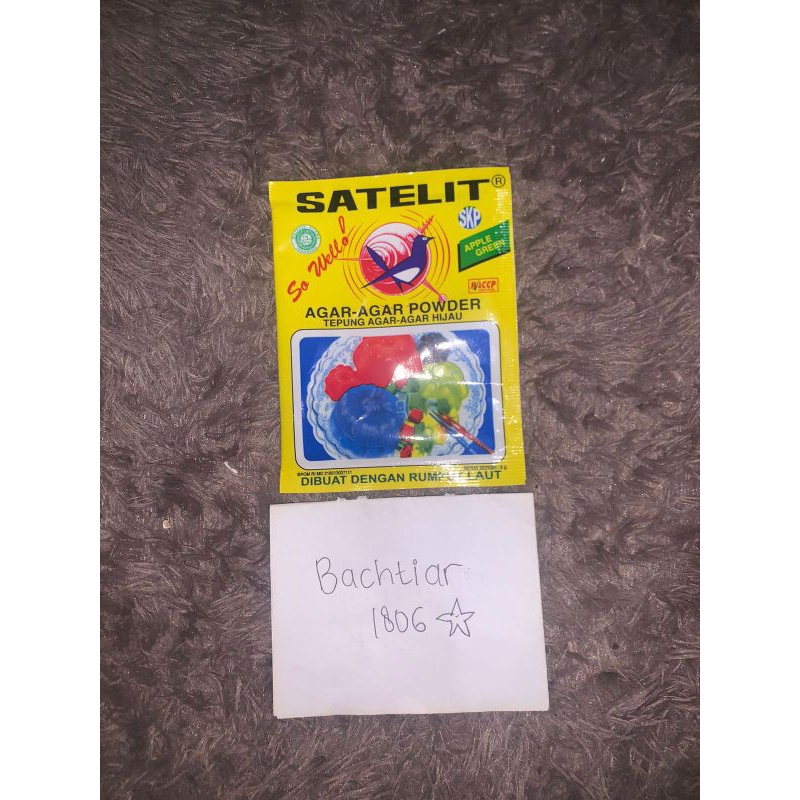 SATELIT®
SKP
So Well!
APPLE
GREEN
HACCP
AGAR-AGAR POWDER
TEPUNG AGAR-AGAR HIJAU
DIBUAT DENGAN RUMPUT LAUT
Bachtiar
1806